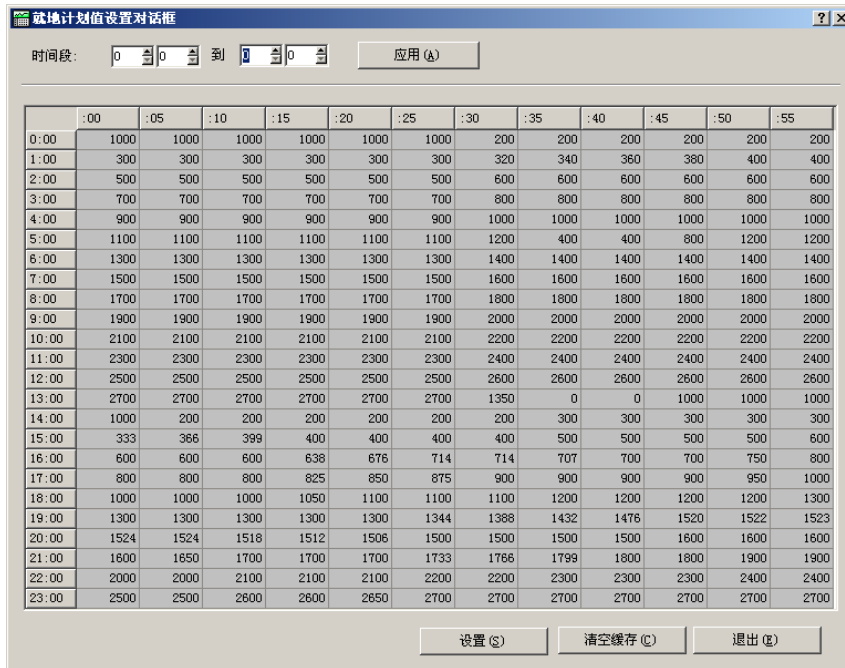 就地计划值设置对话框
时间段: 0 0 到 0 0 应用(A)
:00 :05 :10 :15 :20 :25 :30 :35 :40 :45 :50 :55
0:00 1000 1000 1000 1000 1000 1000 200 200 200 200 200 200
1:00 300 300 300 300 300 300 320 340 360 380 400 400
2:00 500 500 500 500 500 500 600 600 600 600 600 600
3:00 700 700 700 700 700 700 800 800 800 800 800 800
4:00 900 900 900 900 900 900 1000 1000 1000 1000 1000 1000
5:00 1100 1100 1100 1100 1100 1100 1200 400 400 800 1200 1200
6:00 1300 1300 1300 1300 1300 1300 1400 1400 1400 1400 1400 1400
7:00 1500 1500 1500 1500 1500 1500 1600 1600 1600 1600 1600 1600
8:00 1700 1700 1700 1700 1700 1700 1800 1800 1800 1800 1800 1800
9:00 1900 1900 1900 1900 1900 1900 2000 2000 2000 2000 2000 2000
10:00 2100 2100 2100 2100 2100 2100 2200 2200 2200 2200 2200 2200
11:00 2300 2300 2300 2300 2300 2300 2400 2400 2400 2400 2400 2400
12:00 2500 2500 2500 2500 2500 2500 2600 2600 2600 2600 2600 2600
13:00 2700 2700 2700 2700 2700 2700 1350 0 0 1000 1000 1000
14:00 1000 200 200 200 200 200 200 300 300 300 300 300
15:00 333 366 399 400 400 400 400 500 500 500 500 600
16:00 600 600 600 638 676 714 714 707 700 700 750 800
17:00 800 800 800 825 850 875 900 900 900 900 950 1000
18:00 1000 1000 1000 1050 1100 1100 1100 1200 1200 1200 1200 1300
19:00 1300 1300 1300 1300 1300 1344 1388 1432 1476 1520 1522 1523
20:00 1524 1524 1518 1512 1506 1500 1500 1500 1500 1600 1600 1600
21:00 1600 1650 1700 1700 1700 1733 1766 1799 1800 1800 1900 1900
22:00 2000 2000 2100 2100 2100 2200 2200 2300 2300 2300 2400 2400
23:00 2500 2500 2600 2600 2650 2700 2700 2700 2700 2700 2700 2700
设置(S) 清空缓存(C) 退出(E)